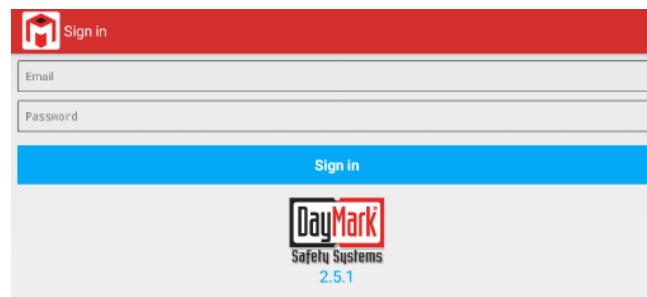 Sign in
Email
Password
Sign in
DayMark
Safety Systems
2.5.1